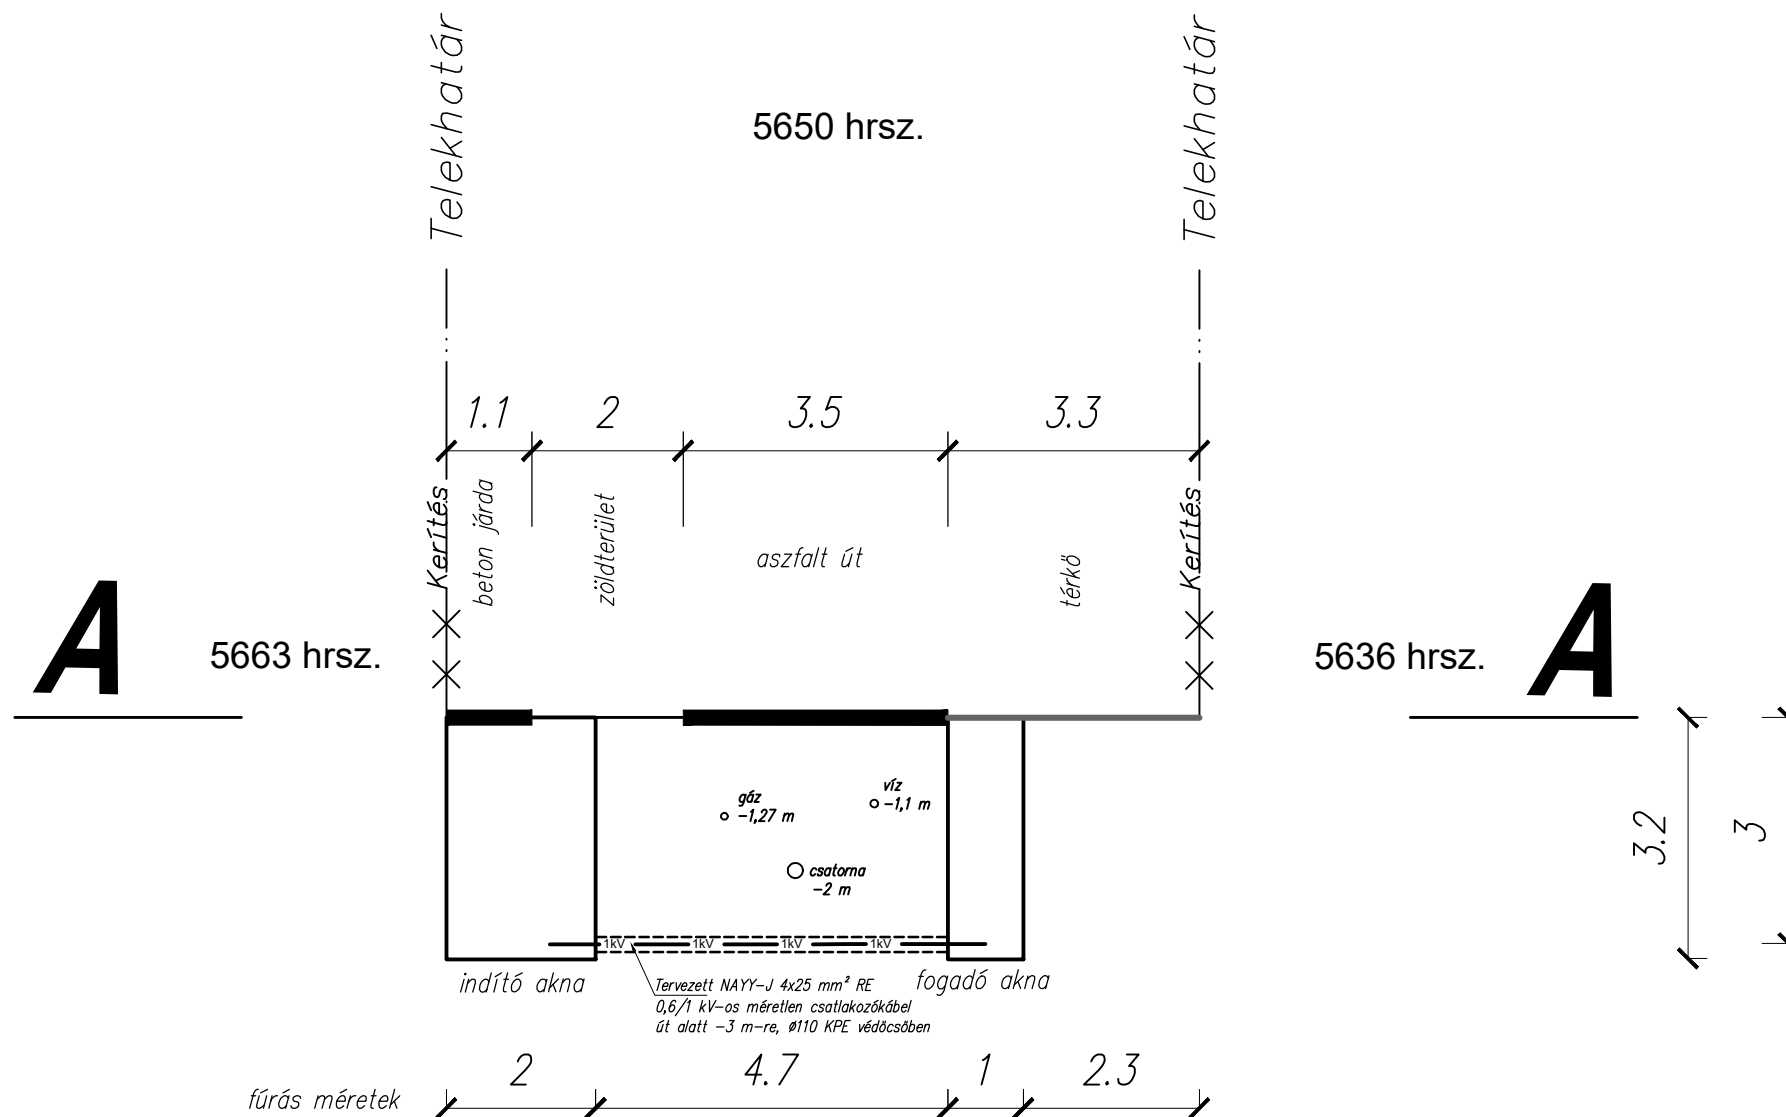 Telekhatár
Telekhatár
5650 hrsz.
1.1
2
3.5
3.3
Kerítés
beton járda
zöldterület
aszfalt út
térkő
Kerítés
A
5663 hrsz.
5636 hrsz.
A
gáz
-1,27 m
víz
-1,1 m
csatorna
-2 m
3.2
3
1kV
1kV
1kV
1kV
indító akna
fogadó akna
Tervezett NAYY-J 4x25 mm² RE
0,6/1 kV-os méretlen csatlakozókábel
út alatt -3 m-re, Ø110 KPE védőcsőben
fúrás méretek
2
4.7
1
2.3